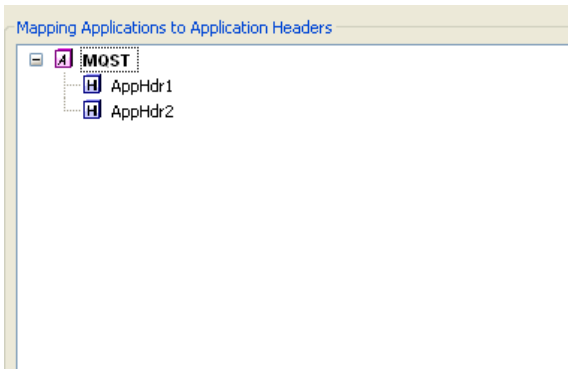 Mapping Applications to Application Headers
A MQST
H AppHdr1
H AppHdr2